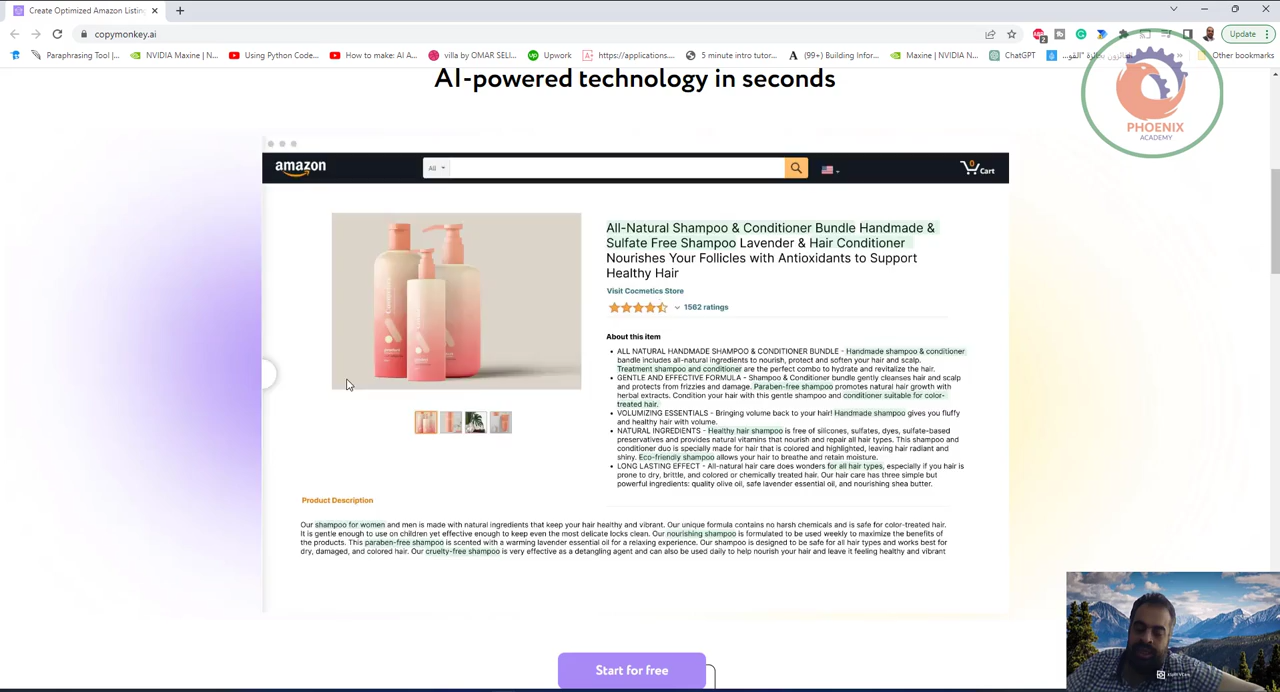 Create Optimized Amazon Listing
copymonkey.ai
Update
Paraphrasing Tool |...
NVIDIA Maxine | N...
Using Python Code...
How to make: AI A...
villa by OMAR SELI...
Upwork
https://applications....
5 minute intro tutor...
(99+) Building Infor...
Maxine | NVIDIA N...
ChatGPT
Other bookmarks
AI-powered technology in seconds
PHOENIX
ACADEMY
amazon
All
0
Cart
All-Natural Shampoo & Conditioner Bundle Handmade &
Sulfate Free Shampoo Lavender & Hair Conditioner
Nourishes Your Follicles with Antioxidants to Support
Healthy Hair
Visit Cocmetics Store
1562 ratings
About this item
ALL NATURAL HANDMADE SHAMPOO & CONDITIONER BUNDLE - Handmade shampoo & conditioner
bundle includes all-natural ingredients to nourish, protect and soften your hair and scalp.
Treatment shampoo and conditioner are the perfect combo to hydrate and revitalize the hair.
GENTLE AND EFFECTIVE FORMULA - Shampoo & Conditioner bundle gently cleanses hair and scalp
and protects from frizzies and damage. Paraben-free shampoo promotes natural hair growth with
herbal extracts. Condition your hair with this gentle shampoo and conditioner suitable for color-
treated hair.
VOLUMIZING ESSENTIALS - Bringing volume back to your hair! Handmade shampoo gives you fluffy
and healthy hair with volume.
NATURAL INGREDIENTS - Healthy hair shampoo is free of silicones, sulfates, dyes, sulfate-based
preservatives and provides natural vitamins that nourish and repair all hair types. This shampoo and
conditioner duo is specially made for hair that is colored and highlighted, leaving hair radiant and
shiny. Eco-friendly shampoo allows your hair to breathe and retain moisture.
LONG LASTING EFFECT - All-natural hair care does wonders for all hair types, especially if you hair is
prone to dry, brittle, and colored or chemically treated hair. Our hair care has three simple but
powerful ingredients: quality olive oil, safe lavender essential oil, and nourishing shea butter.
Product Description
Our shampoo for women and men is made with natural ingredients that keep your hair healthy and vibrant. Our unique formula contains no harsh chemicals and is safe for color-treated hair.
It is gentle enough to use on children yet effective enough to keep even the most delicate locks clean. Our nourishing shampoo is formulated to be used weekly to maximize the benefits of
the products. This paraben-free shampoo is scented with a warming lavender essential oil for a relaxing experience. Our shampoo is designed to be safe for all hair types and works best for
dry, damaged, and colored hair. Our cruelty-free shampoo is very effective as a detangling agent and can also be used daily to help nourish your hair and leave it feeling healthy and vibrant
Start for free